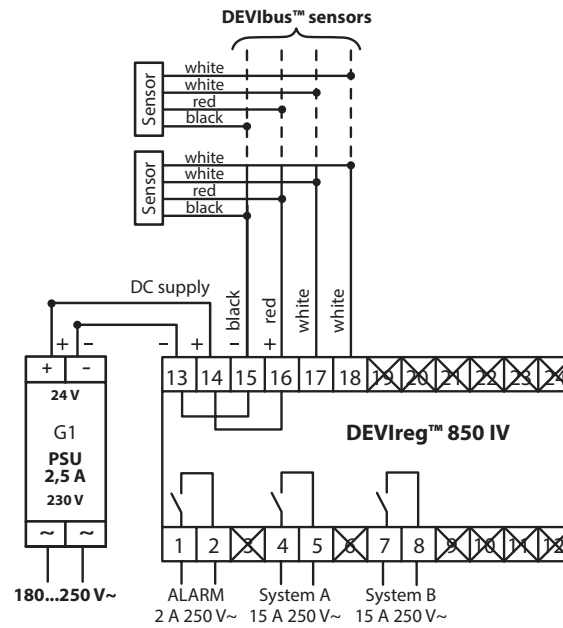 DEVIbus™ sensors
white
white
red
black
Sensor
white
white
red
black
Sensor
DC supply
black
red
white
white
+ –
– + – +
+ –
13 14 15 16 17 18 19 20 21 22 23 24
24 V
G1
PSU
2,5 A
230 V
DEVIreg™ 850 IV
~ ~
1 2 3 4 5 6 7 8 9 10 11 12
180...250 V~
ALARM
2 A 250 V~
System A
15 A 250 V~
System B
15 A 250 V~